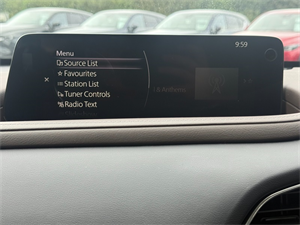 9:59
Menu
Source List
Favourites
Station List
Tuner Controls
Radio Text